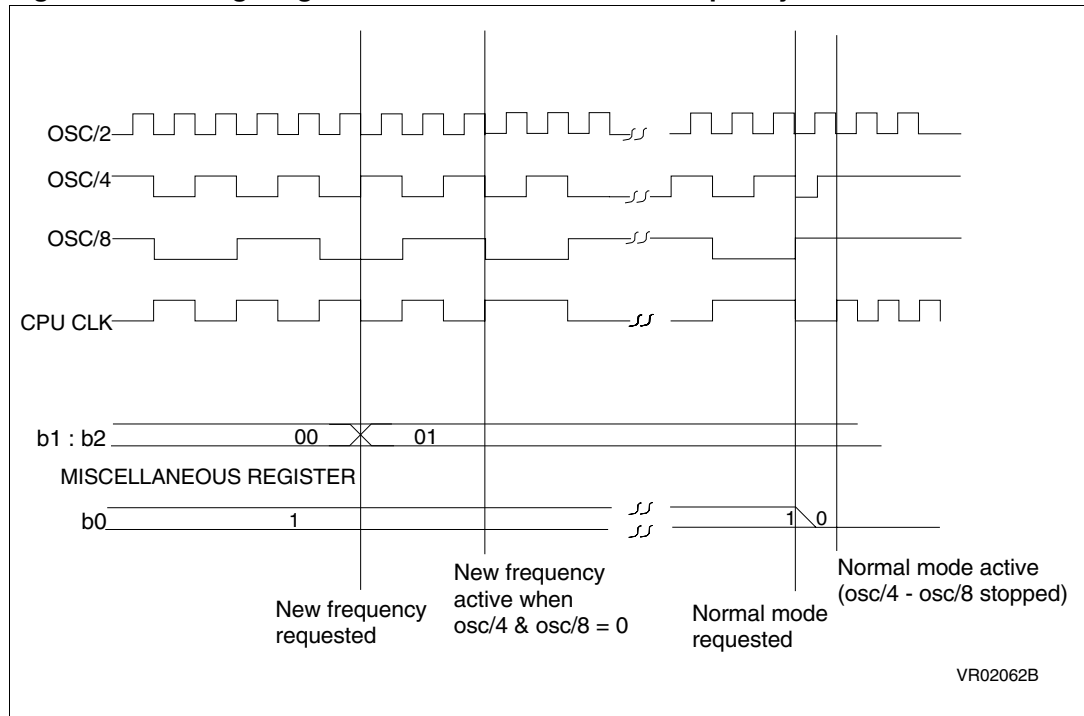 OSC/2
OSC/4
OSC/8
CPU CLK
b1 : b2
00
01
MISCELLANEOUS REGISTER
b0
1
1
0
New frequency
requested
New frequency
active when
osc/4 & osc/8 = 0
Normal mode
requested
Normal mode active
(osc/4 - osc/8 stopped)
VR02062B